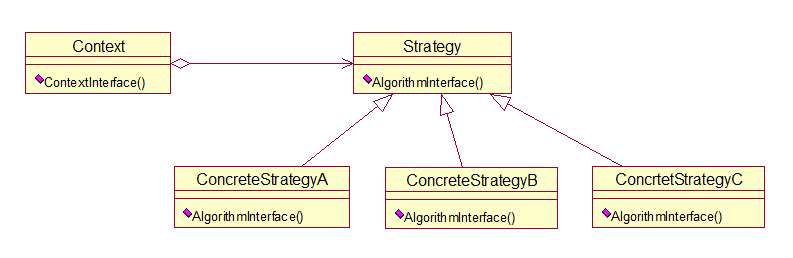 Context
ContextInterface()
Strategy
AlgorithmInterface()
ConcreteStrategyA
AlgorithmInterface()
ConcreteStrategyB
AlgorithmInterface()
ConcrtetStrategyC
AlgorithmInterface()